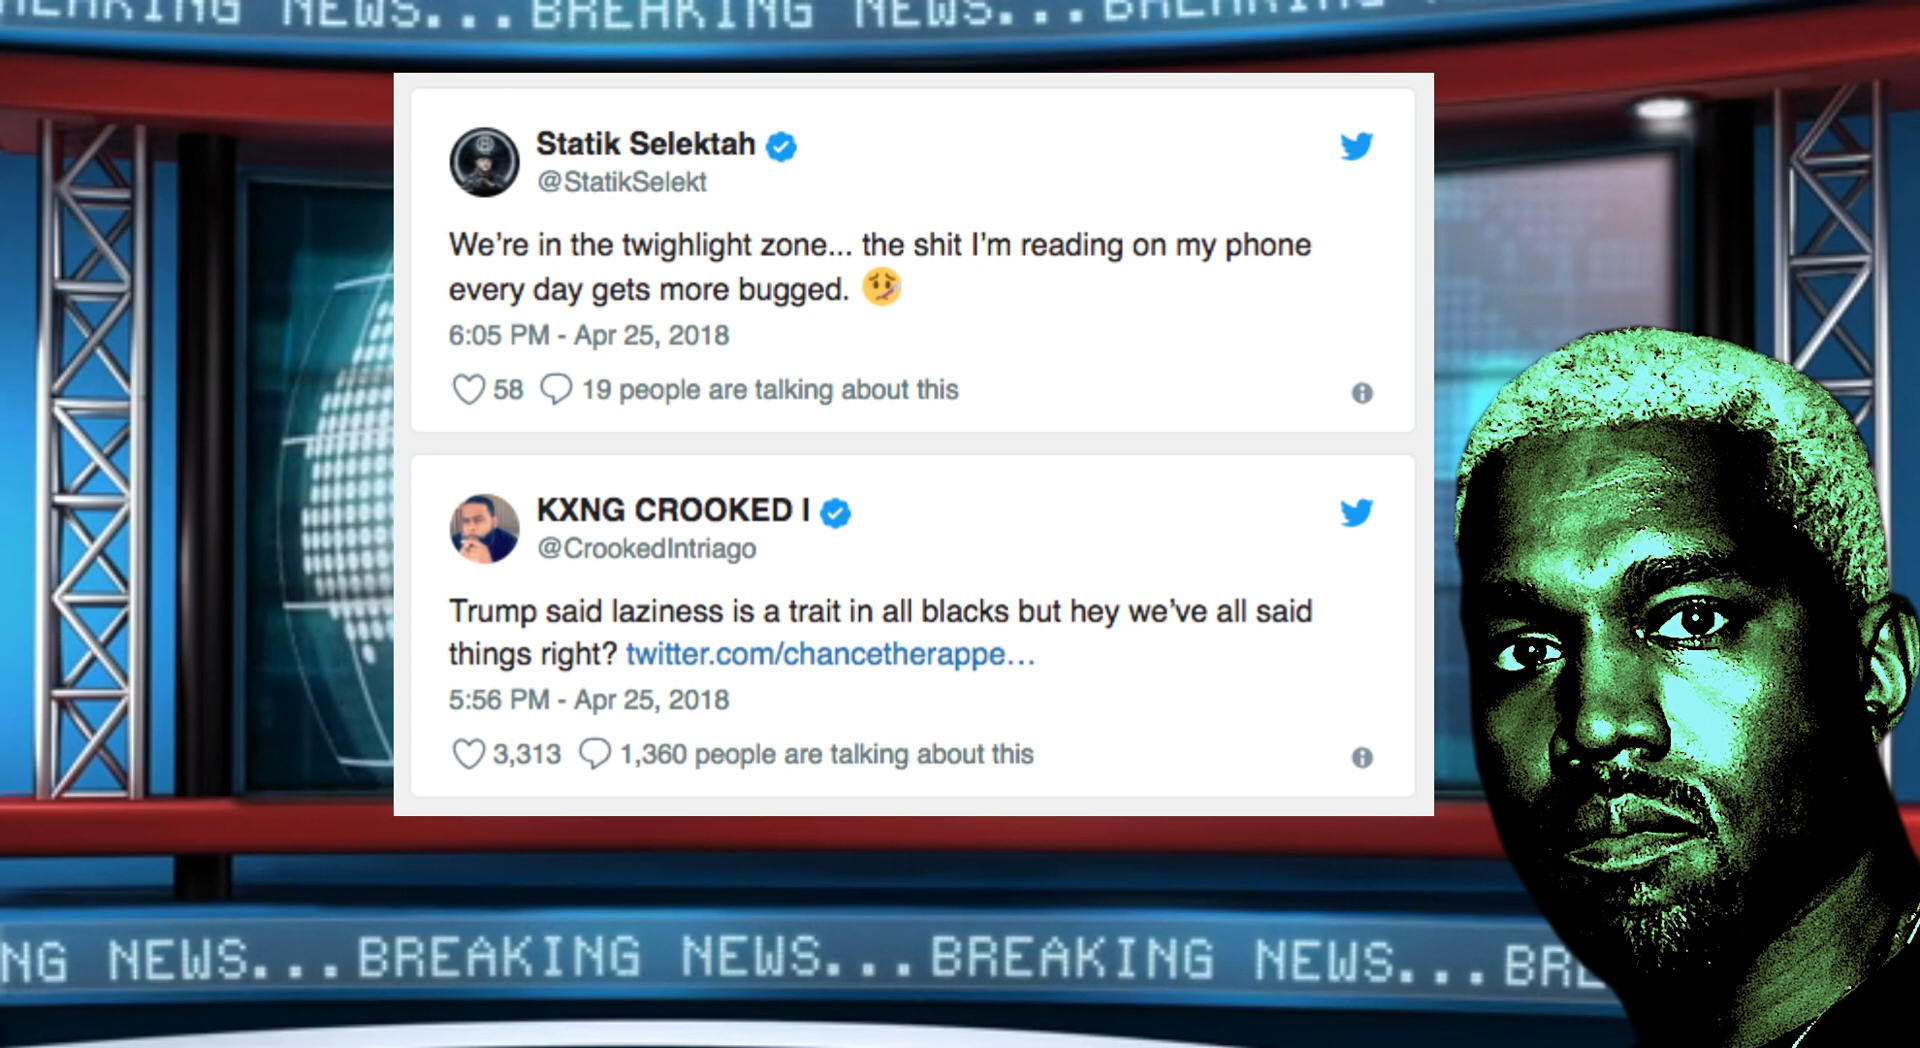 NEWS...BREAKING NEWS...BREAKING
Statik Selektah
@StatikSelekt
We're in the twighlight zone... the shit I'm reading on my phone
every day gets more bugged.
6:05 PM - Apr 25, 2018
58 19 people are talking about this
KXNG CROOKED I
@CrookedIntriago
Trump said laziness is a trait in all blacks but hey we've all said
things right? twitter.com/chancetherappe…
5:56 PM - Apr 25, 2018
3,313 1,360 people are talking about this
NG NEWS...BREAKING NEWS...BREAKING NEWS...BRE